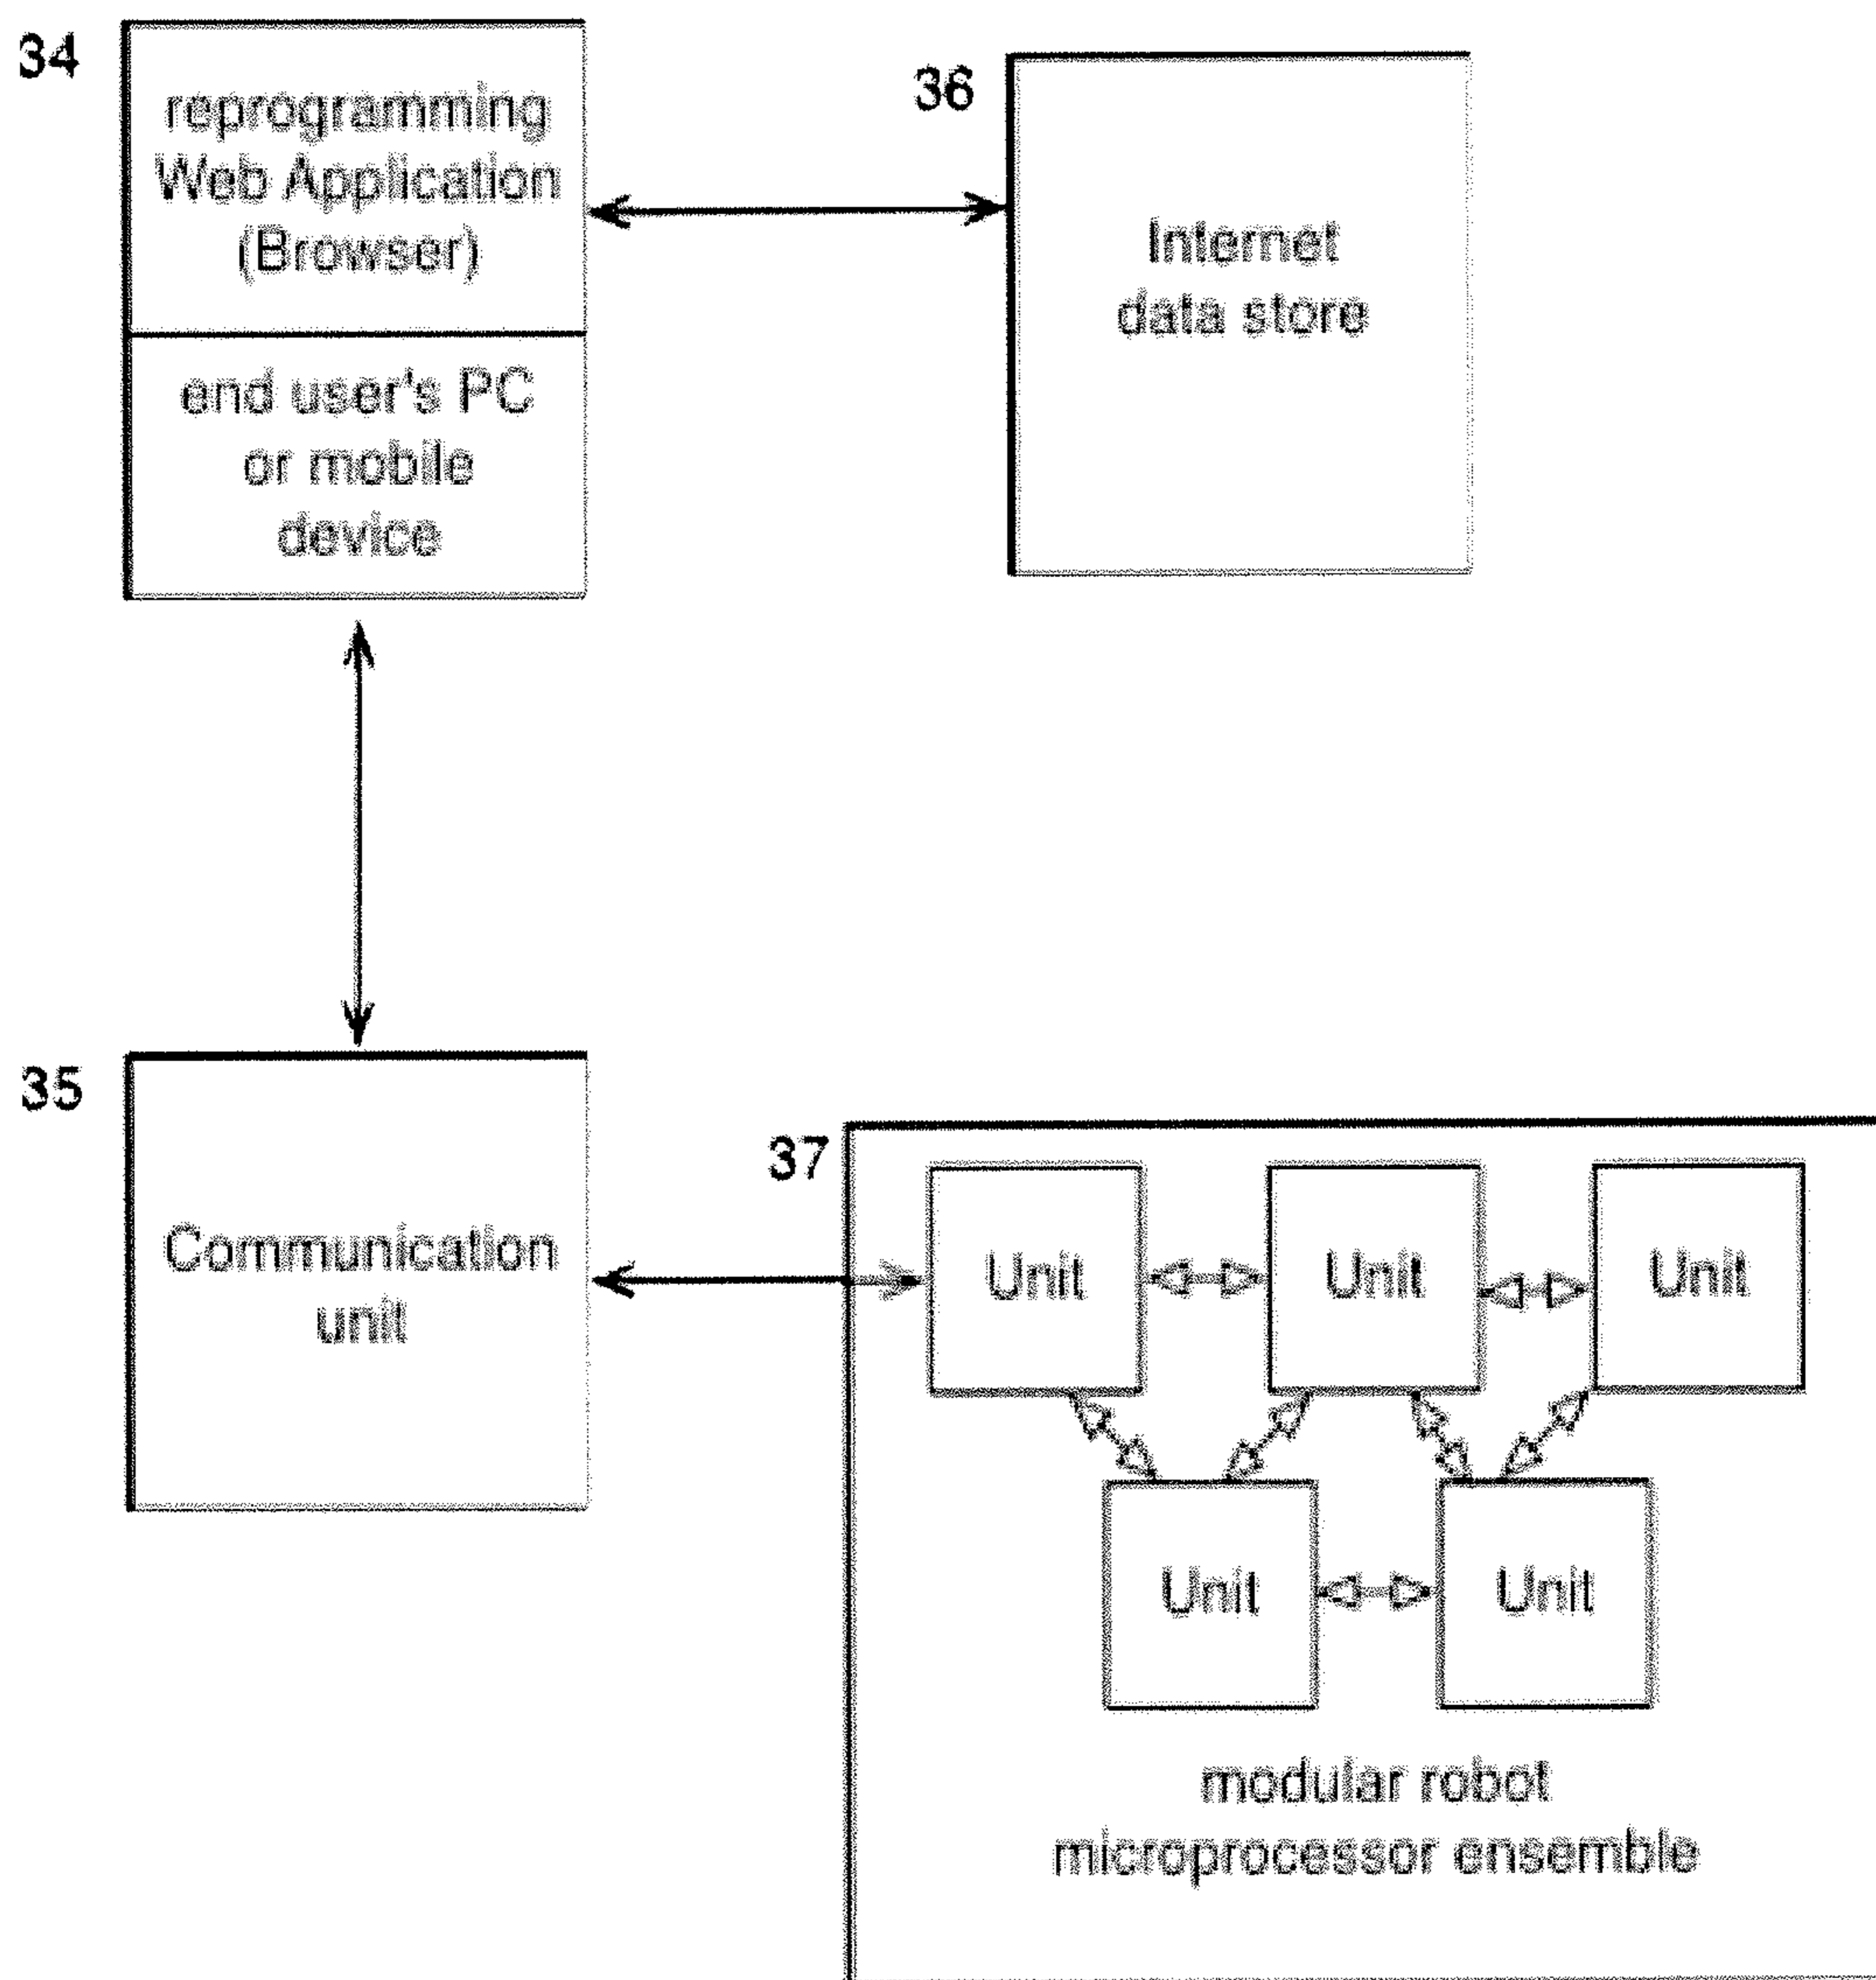 34
reprogramming
Web Application
(Browser)
end user's PC
or mobile
device
36
Internet
data store
35
Communication
unit
37
Unit
Unit
Unit
Unit
Unit
modular robot
microprocessor ensemble